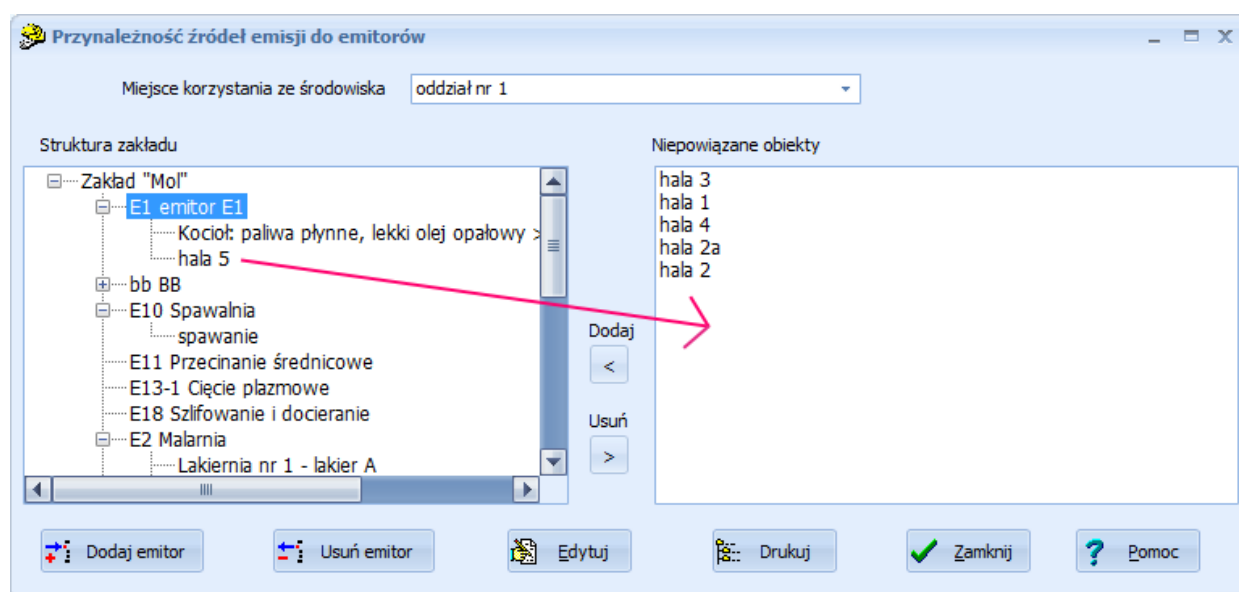 Przynależność źródeł emisji do emitorów
Miejsce korzystania ze środowiska oddział nr 1
Struktura zakładu
Zakład "Mol"
E1 emitor E1
Kocioł: paliwa płynne, lekki olej opałowy >
hala 5
bb BB
E10 Spawalnia
spawanie
E11 Przecinanie średnicowe
E13-1 Cięcie plazmowe
E18 Szlifowanie i docieranie
E2 Malarnia
Lakiernia nr 1 - lakier A
Dodaj
<
Usuń
>
Niepowiązane obiekty
hala 3
hala 1
hala 4
hala 2a
hala 2
Dodaj emitor Usuń emitor Edytuj Drukuj Zamknij Pomoc